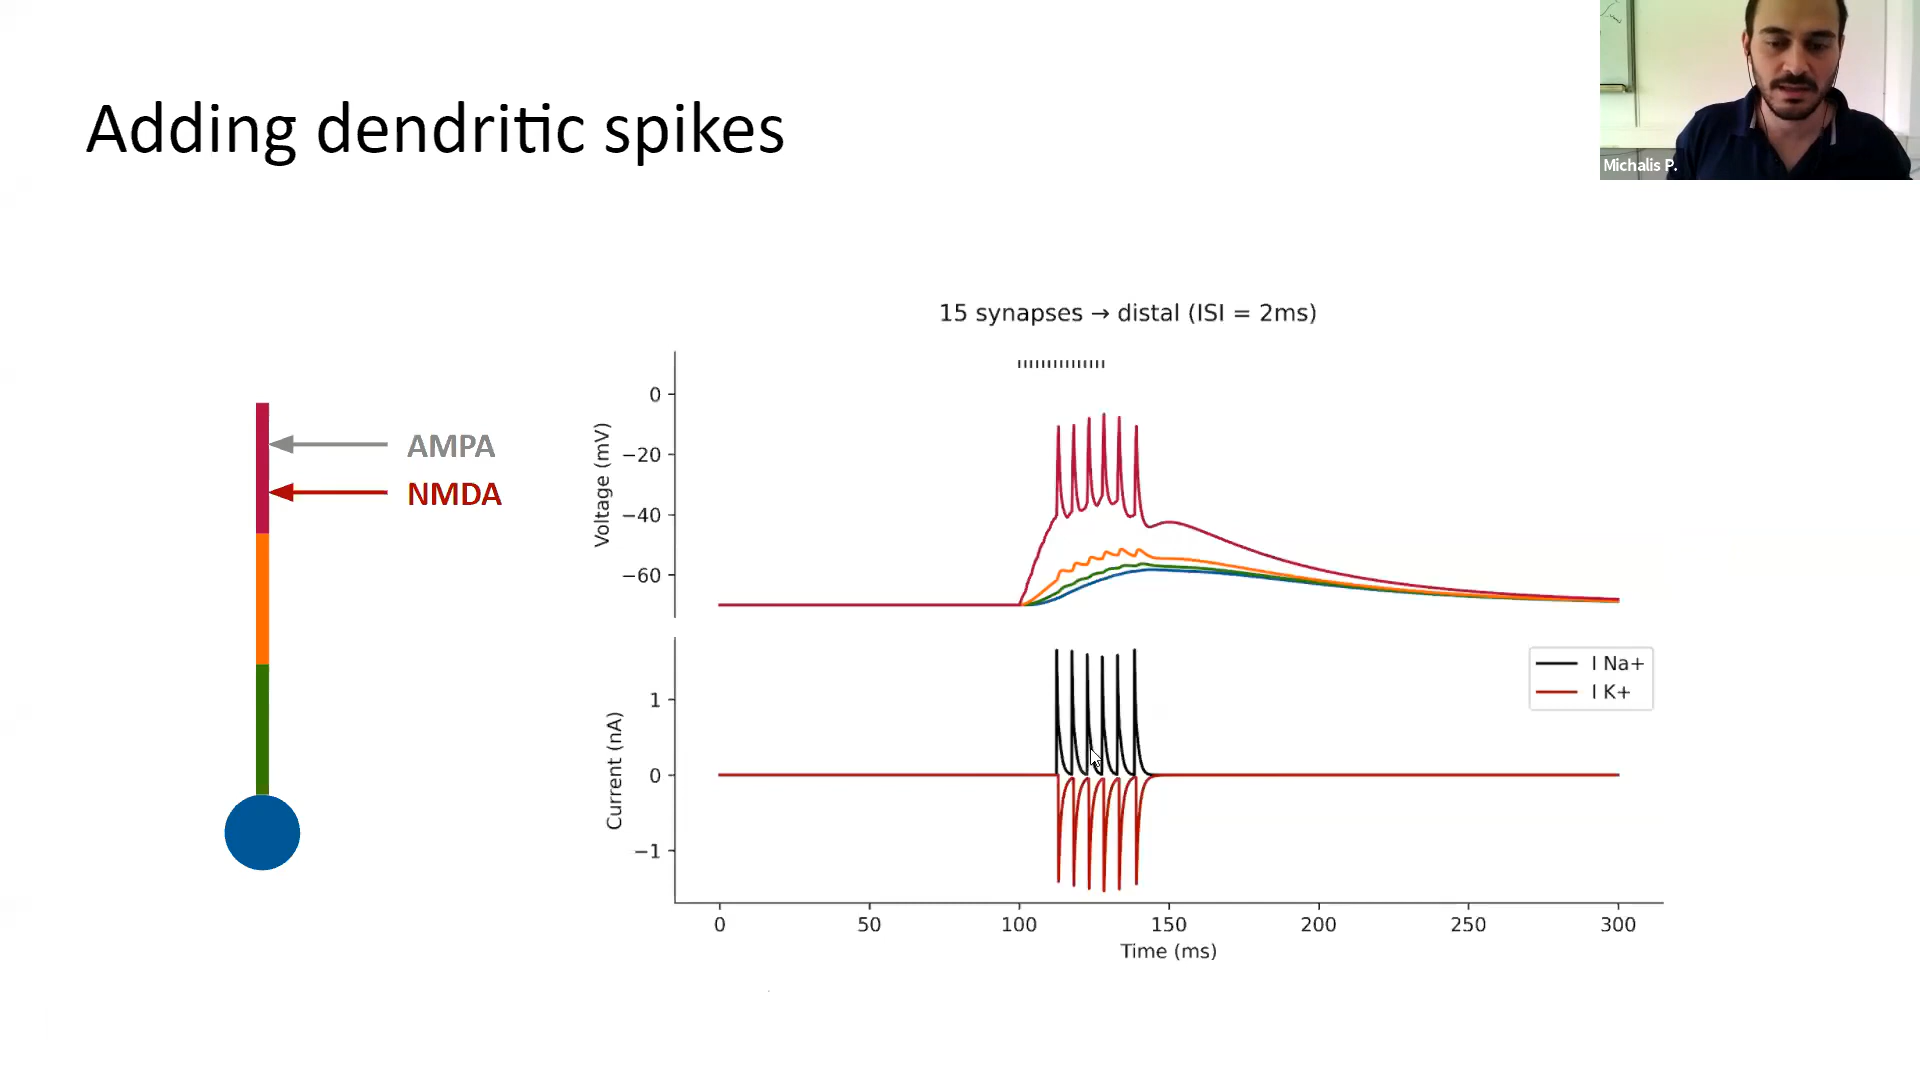 Adding dendritic spikes
Michalis P.
15 synapses → distal (ISI = 2ms)
AMPA
NMDA
Voltage (mV)
0
−20
−40
−60
Current (nA)
1
0
−1
I Na+
I K+
0 50 100 150 200 250 300
Time (ms)